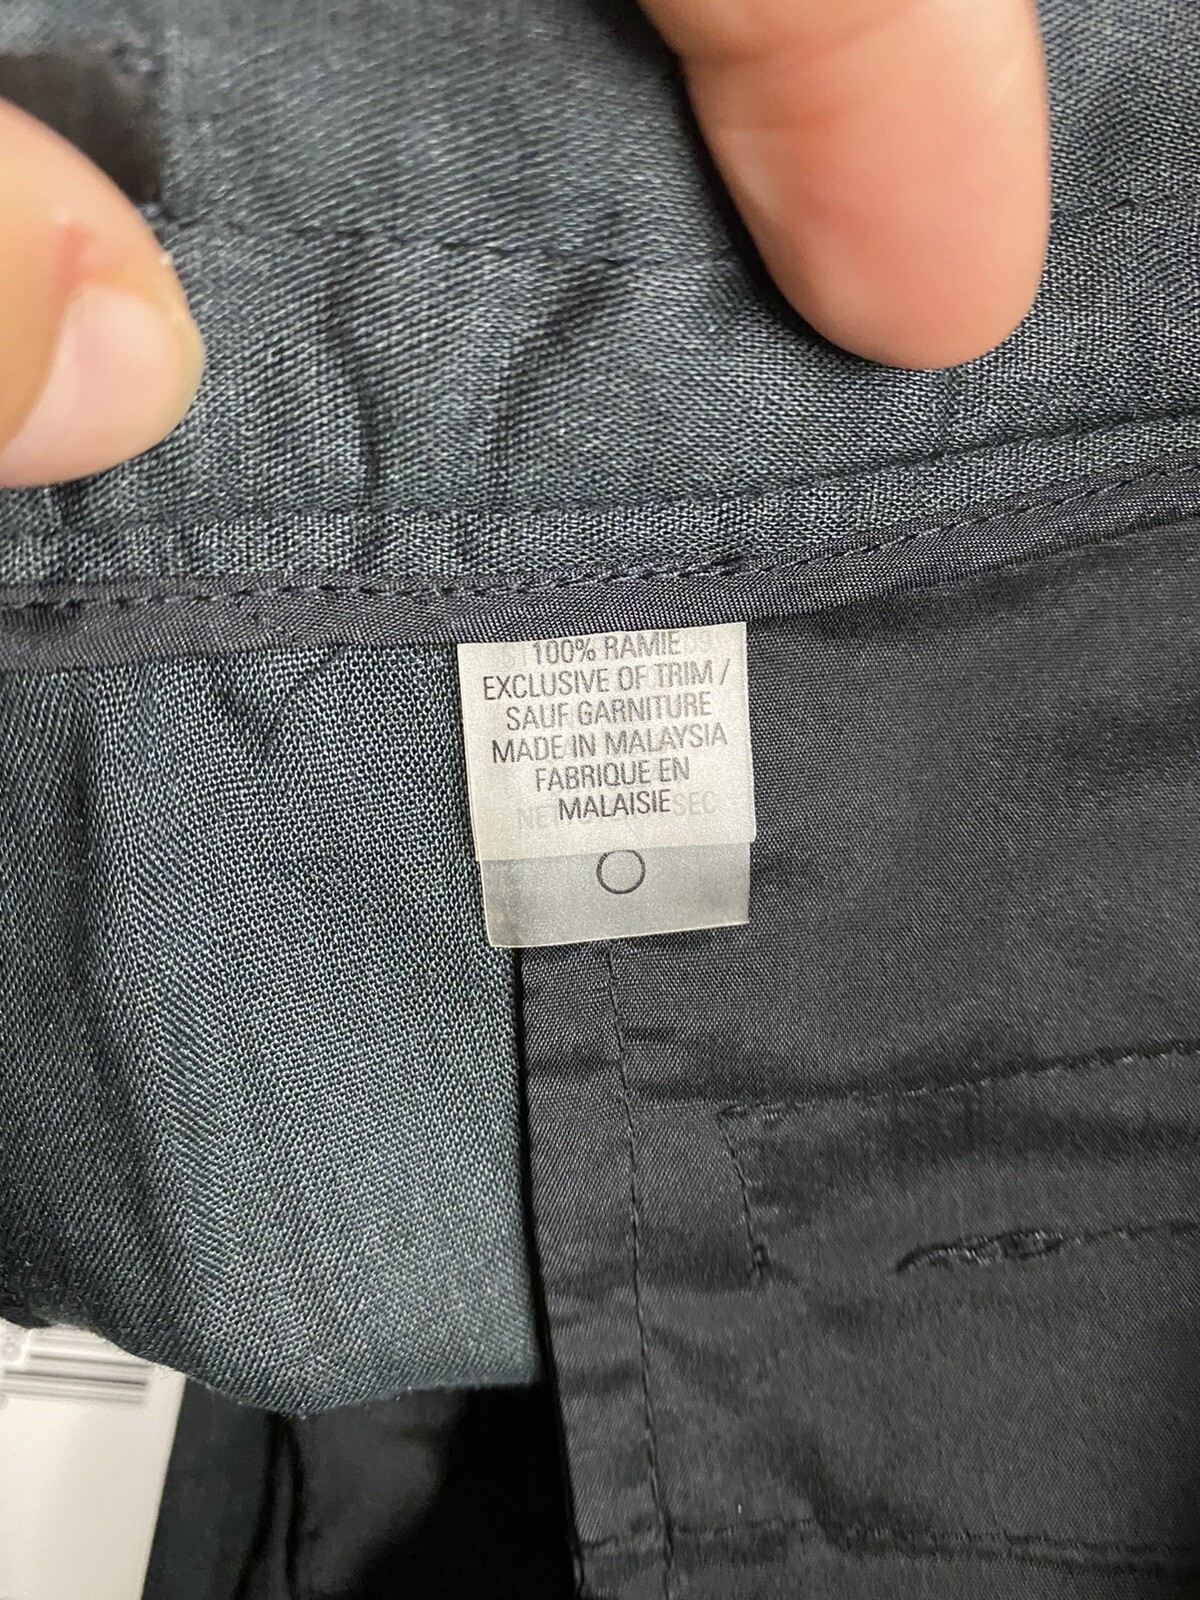 100% RAMIE
EXCLUSIVE OF TRIM /
SAUF GARNITURE
MADE IN MALAYSIA
FABRIQUE EN
MALAISIE